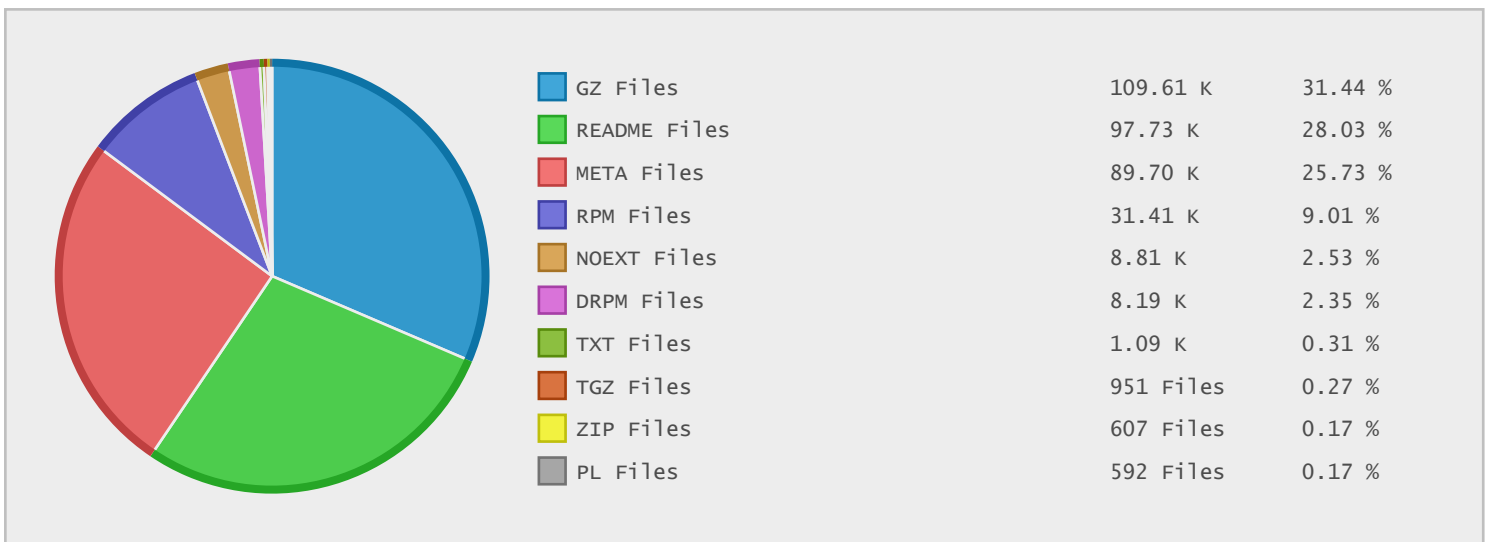 GZ Files 109.61 K 31.44 %
README Files 97.73 K 28.03 %
META Files 89.70 K 25.73 %
RPM Files 31.41 K 9.01 %
NOEXT Files 8.81 K 2.53 %
DRPM Files 8.19 K 2.35 %
TXT Files 1.09 K 0.31 %
TGZ Files 951 Files 0.27 %
ZIP Files 607 Files 0.17 %
PL Files 592 Files 0.17 %